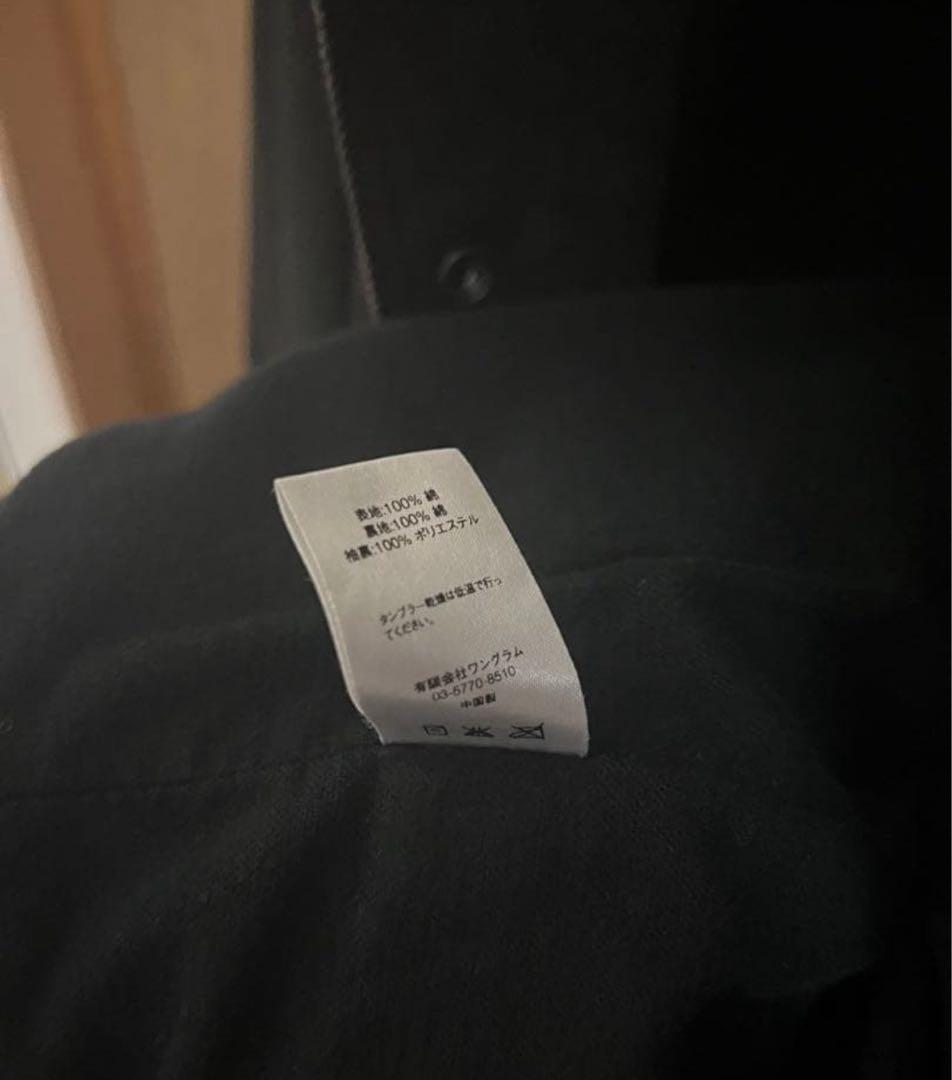 表地:100% 綿
裏地:100% 綿
袖裏:100% ポリエステル
タンブラー乾燥は低温で行っ
てください。
有限会社ワングラム
03-5770-8510
中国製